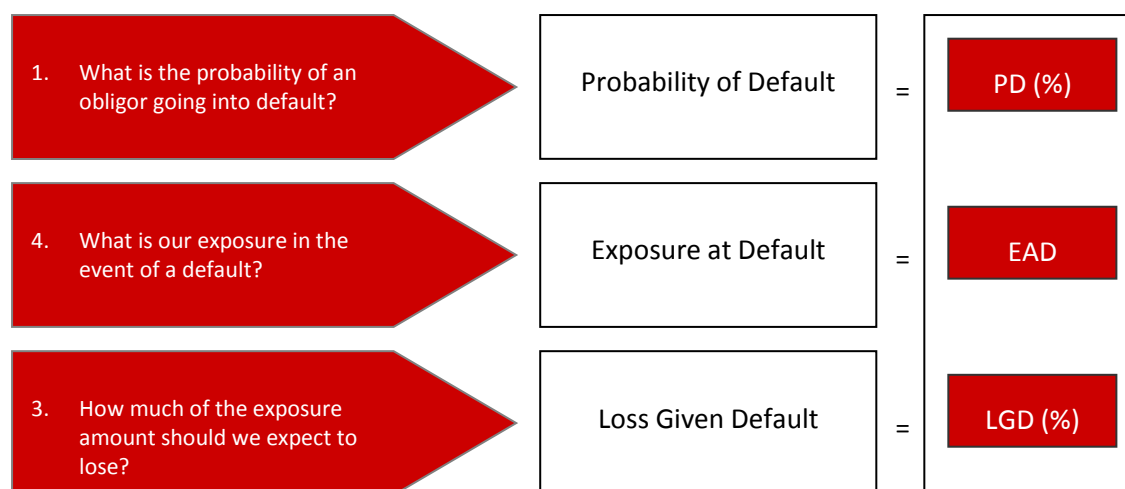 1. What is the probability of an
obligor going into default?
Probability of Default
=
PD (%)
4. What is our exposure in the
event of a default?
Exposure at Default
=
EAD
3. How much of the exposure
amount should we expect to
lose?
Loss Given Default
=
LGD (%)